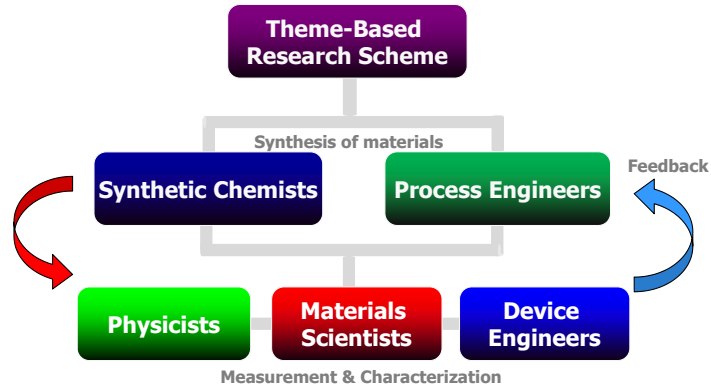 Theme-Based
Research Scheme
Synthesis of materials
Synthetic Chemists
Process Engineers
Feedback
Physicists
Materials
Scientists
Device
Engineers
Measurement & Characterization